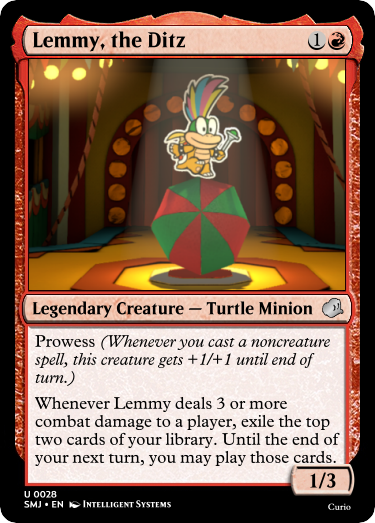 Lemmy, the Ditz 1
Legendary Creature — Turtle Minion
Prowess (Whenever you cast a noncreature
spell, this creature gets +1/+1 until end of
turn.)
Whenever Lemmy deals 3 or more
combat damage to a player, exile the top
two cards of your library. Until the end of
your next turn, you may play those cards.
1/3
U 0028
SMJ • EN Intelligent Systems
Curio